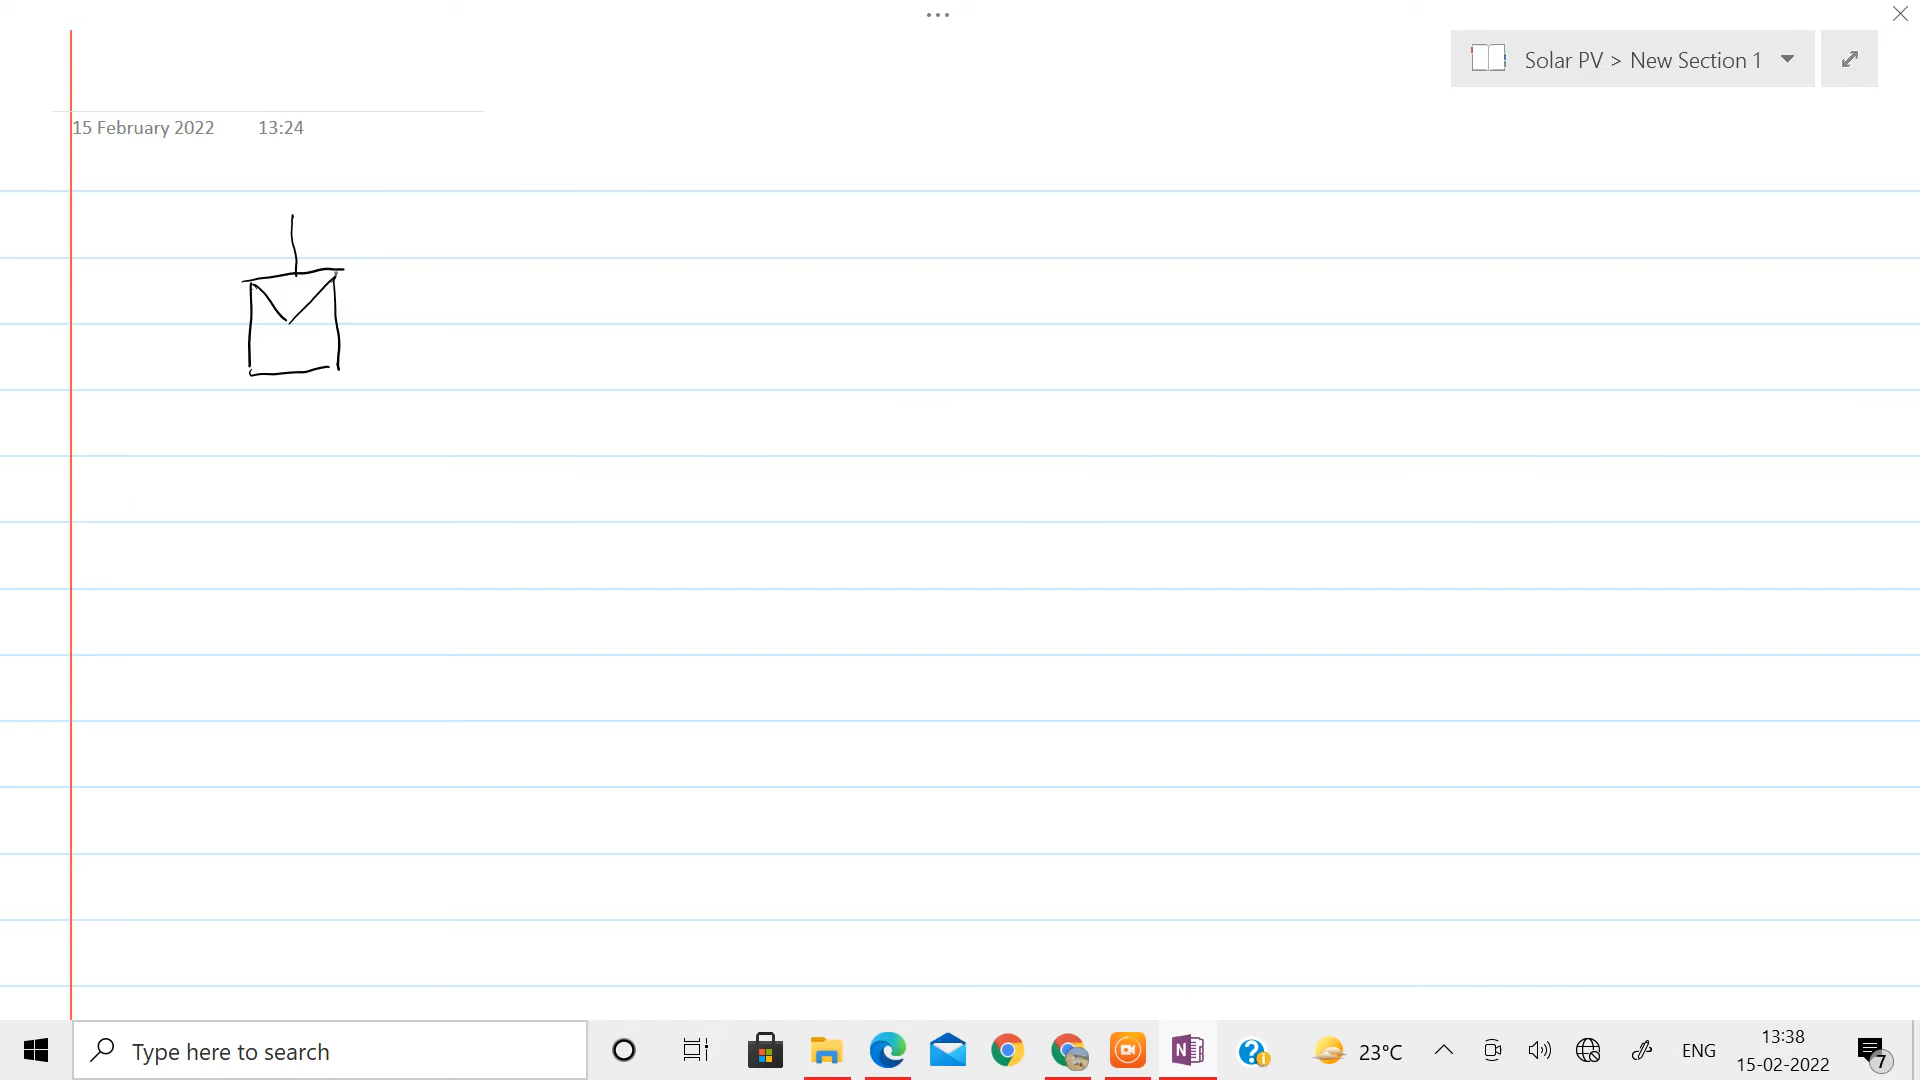 Solar PV > New Section 1
15 February 2022 13:24
Type here to search
23°C
ENG
13:38
15-02-2022
7